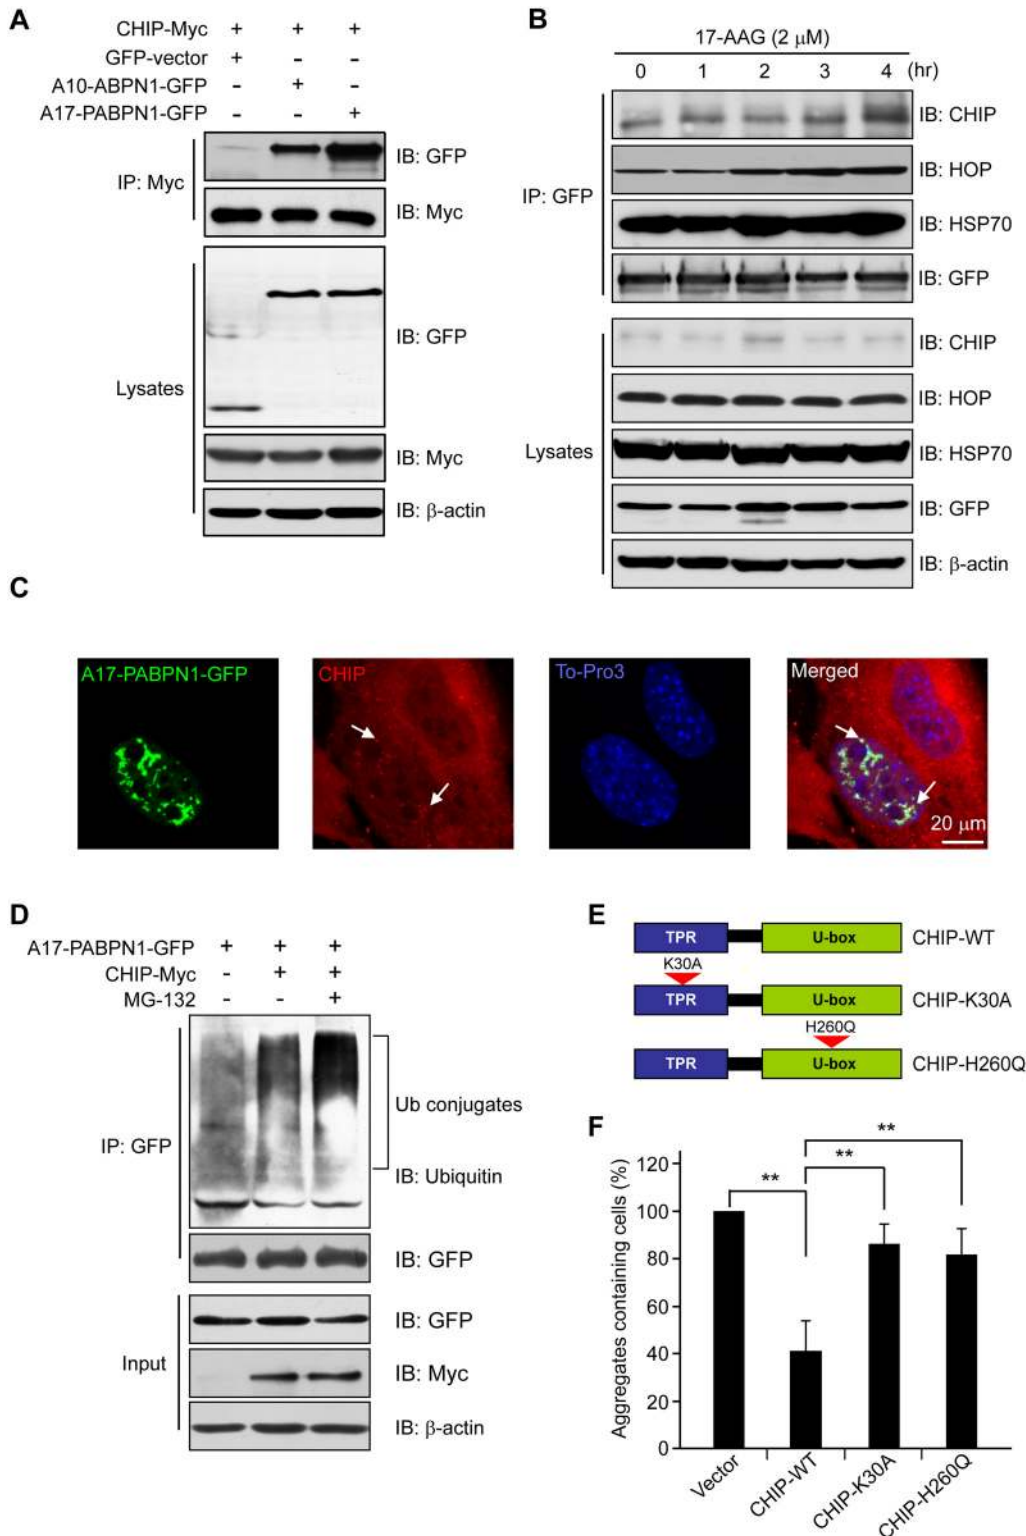 A
CHIP-Myc + + +
GFP-vector + - -
A10-ABPN1-GFP - + -
A17-PABPN1-GFP - - +
IP: Myc
IB: GFP
IB: Myc
Lysates
IB: GFP
IB: Myc
IB: β-actin
B
17-AAG (2 μM)
0 1 2 3 4 (hr)
IP: GFP
IB: CHIP
IB: HOP
IB: HSP70
IB: GFP
Lysates
IB: CHIP
IB: HOP
IB: HSP70
IB: GFP
IB: β-actin
C
A17-PABPN1-GFP
CHIP
To-Pro3
Merged
20 μm
D
A17-PABPN1-GFP + + +
CHIP-Myc - + +
MG-132 - - +
IP: GFP
Ub conjugates
IB: Ubiquitin
IB: GFP
Input
IB: GFP
IB: Myc
IB: β-actin
E
TPR U-box CHIP-WT
K30A
TPR U-box CHIP-K30A
H260Q
TPR U-box CHIP-H260Q
F
**
**
**
Aggregates containing cells (%)
120
100
80
60
40
20
0
Vector
CHIP-WT
CHIP-K30A
CHIP-H260Q